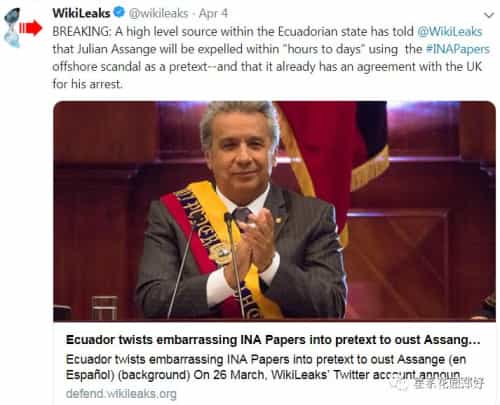 WikiLeaks @wikileaks · Apr 4
BREAKING: A high level source within the Ecuadorian state has told @WikiLeaks
that Julian Assange will be expelled within "hours to days" using the #INAPapers
offshore scandal as a pretext--and that it already has an agreement with the UK
for his arrest.
Ecuador twists embarrassing INA Papers into pretext to oust Assang...
Ecuador twists embarrassing INA Papers into pretext to oust Assange (en
Español) (background) On 26 March, WikiLeaks' Twitter account announ...
defend.wikileaks.org